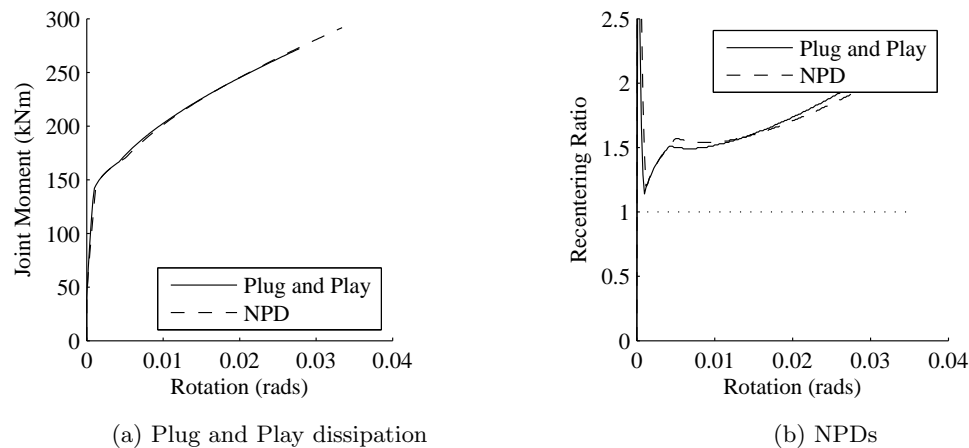 300
250
200
150
100
50
0
Joint Moment (kNm)
Plug and Play
NPD
0 0.01 0.02 0.03 0.04
Rotation (rads)
(a) Plug and Play dissipation
2.5
2
1.5
1
0.5
Recentering Ratio
Plug and Play
NPD
0 0.01 0.02 0.03 0.04
Rotation (rads)
(b) NPDs